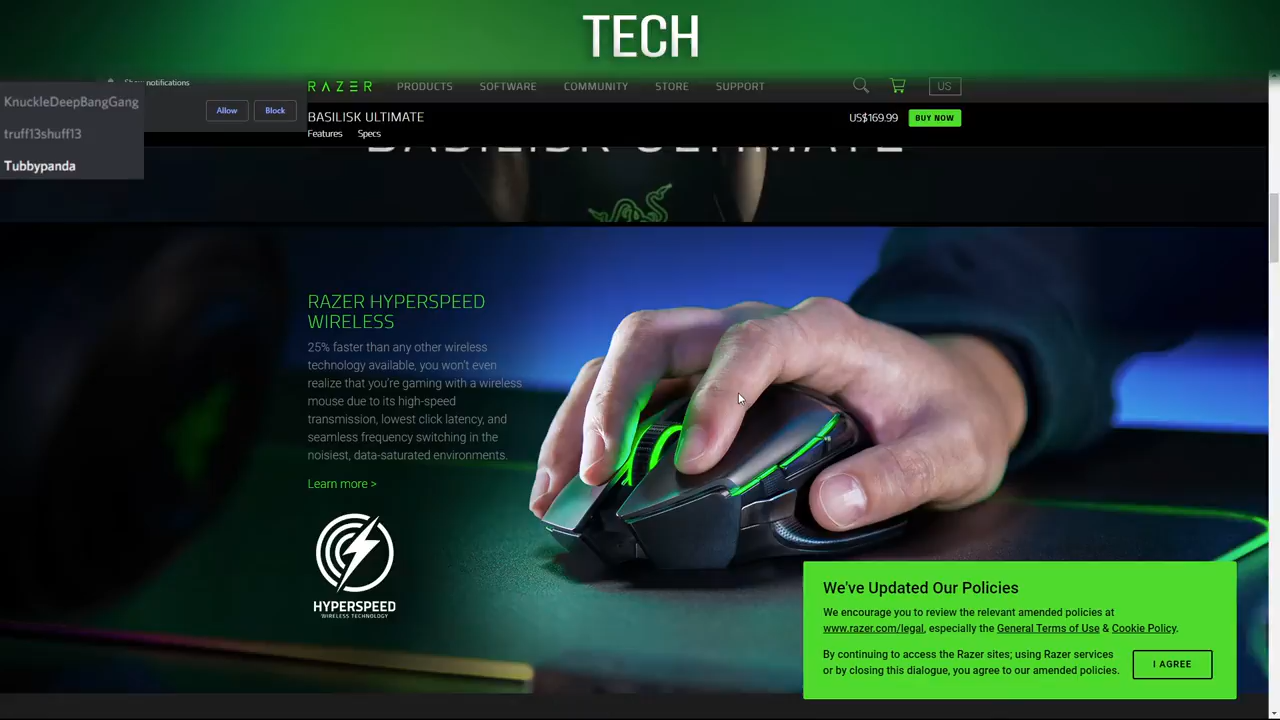 TECH
Show notifications
Allow
Block
KnuckleDeepBangGang
truff13shuff13
Tubbypanda
RAZER
PRODUCTS
SOFTWARE
COMMUNITY
STORE
SUPPORT
US
BASILISK ULTIMATE
US$169.99
BUY NOW
Features
Specs
BASILISK ULTIMATE
RAZER HYPERSPEED
WIRELESS
25% faster than any other wireless
technology available, you won't even
realize that you're gaming with a wireless
mouse due to its high-speed
transmission, lowest click latency, and
seamless frequency switching in the
noisiest, data-saturated environments.
Learn more >
HYPERSPEED
WIRELESS TECHNOLOGY
We've Updated Our Policies
We encourage you to review the relevant amended policies at
www.razer.com/legal, especially the General Terms of Use & Cookie Policy.
By continuing to access the Razer sites; using Razer services
or by closing this dialogue, you agree to our amended policies.
I AGREE